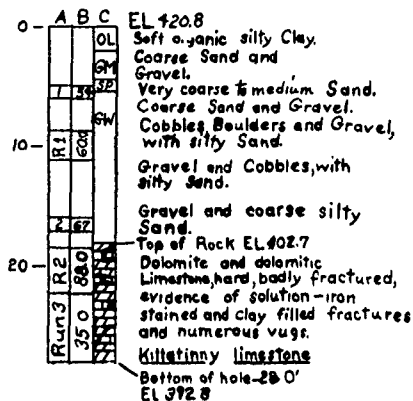 A B C EL 420.8
0 OL Soft organic silty Clay.
GM Coarse Sand and
Gravel.
SP Very coarse to medium Sand.
1 54 Coarse Sand and Gravel.
GW Cobbles, Boulders and Gravel,
10 with silty Sand.
R1 60.0
Gravel and Cobbles, with
silty Sand.
Gravel and coarse silty
2 67 Sand.
Top of Rock EL 402.7
20 R2 88.0 Dolomite and dolomitic
Limestone, hard, badly fractured,
evidence of solution-iron
stained and clay filled fractures
Run 3 35 0 and numerous vugs.
Kittatinny limestone
Bottom of hole-28 0'
EL 392 8